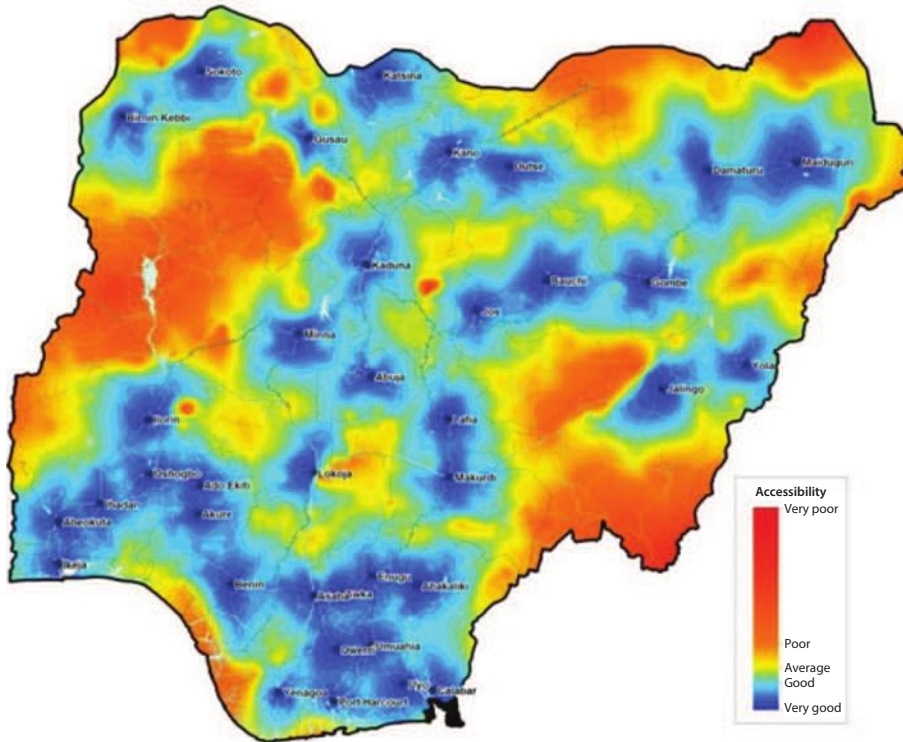 Sokoto
Katsina
Birnin Kebbi
Gusau
Kano
Dutse
Damaturu
Maiduguri
Kaduna
Bauchi
Gombe
Jos
Minna
Abuja
Yola
Jalingo
Ilorin
Lafia
Oshogbo
Lokoja
Makurdi
Ado Ekiti
Ibadan
Akure
Abeokuta
Ikeja
Benin
Enugu
Asaba
Awka
Abakaliki
Owerri
Umuahia
Uyo
Calabar
Yenagoa
Port Harcourt
Accessibility
Very poor
Poor
Average
Good
Very good